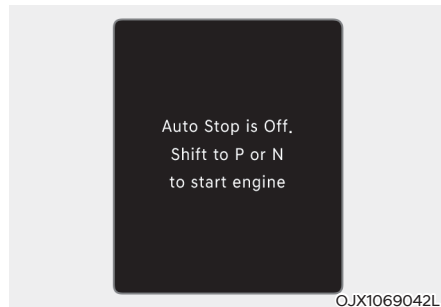 Auto Stop is Off.
Shift to P or N
to start engine
OJX1069042L